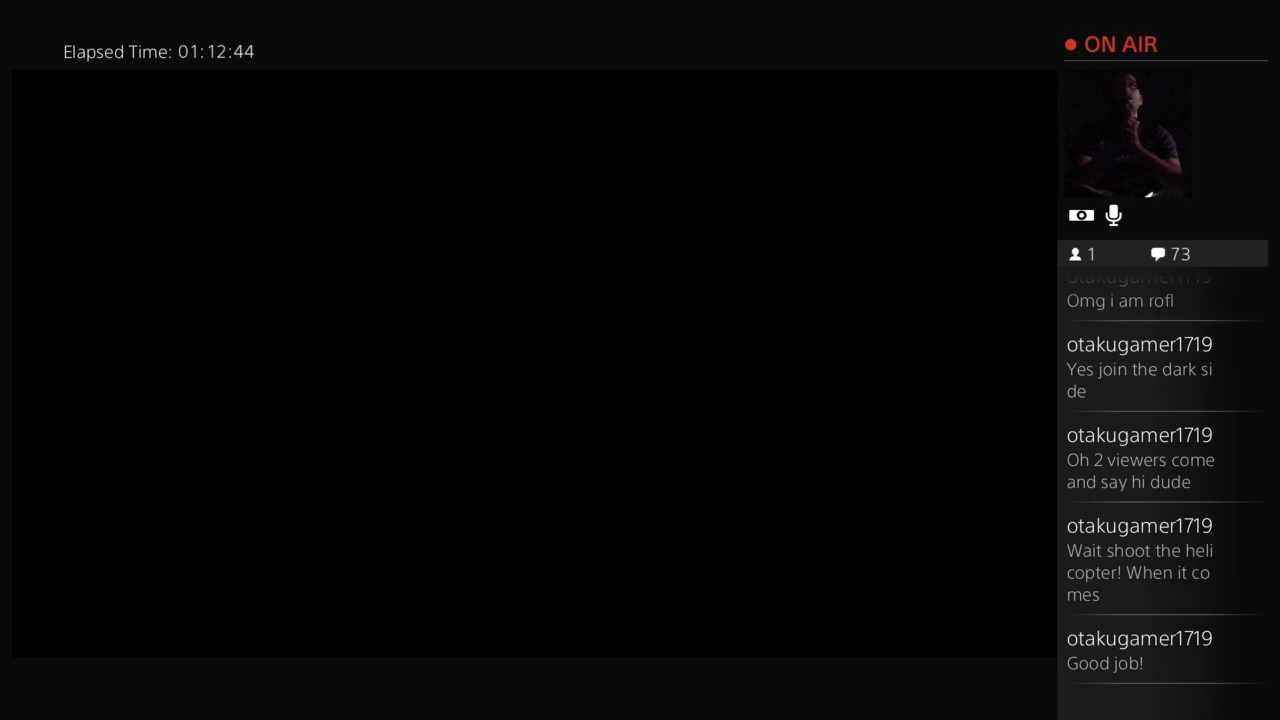 Elapsed Time: 01:12:44
ON AIR
1 73
otakugamer1719
Omg i am rofl
otakugamer1719
Yes join the dark si
de
otakugamer1719
Oh 2 viewers come
and say hi dude
otakugamer1719
Wait shoot the heli
copter! When it co
mes
otakugamer1719
Good job!